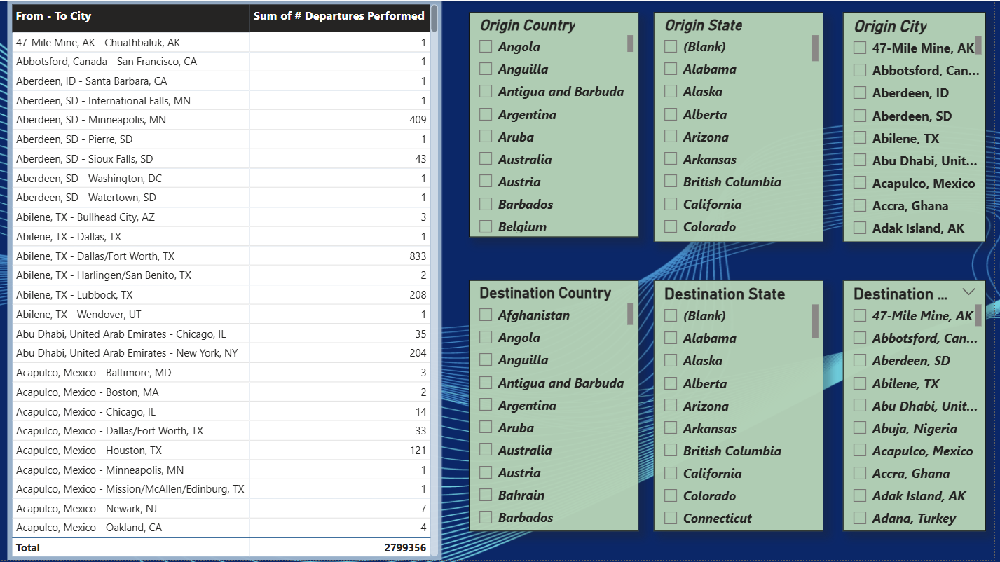 From - To City Sum of # Departures Performed
47-Mile Mine, AK - Chuathbaluk, AK 1
Abbotsford, Canada - San Francisco, CA 1
Aberdeen, ID - Santa Barbara, CA 1
Aberdeen, SD - International Falls, MN 1
Aberdeen, SD - Minneapolis, MN 409
Aberdeen, SD - Pierre, SD 1
Aberdeen, SD - Sioux Falls, SD 43
Aberdeen, SD - Washington, DC 1
Aberdeen, SD - Watertown, SD 1
Abilene, TX - Bullhead City, AZ 3
Abilene, TX - Dallas, TX 1
Abilene, TX - Dallas/Fort Worth, TX 833
Abilene, TX - Harlingen/San Benito, TX 2
Abilene, TX - Lubbock, TX 208
Abilene, TX - Wendover, UT 1
Abu Dhabi, United Arab Emirates - Chicago, IL 35
Abu Dhabi, United Arab Emirates - New York, NY 204
Acapulco, Mexico - Baltimore, MD 3
Acapulco, Mexico - Boston, MA 2
Acapulco, Mexico - Chicago, IL 14
Acapulco, Mexico - Dallas/Fort Worth, TX 33
Acapulco, Mexico - Houston, TX 121
Acapulco, Mexico - Minneapolis, MN 1
Acapulco, Mexico - Mission/McAllen/Edinburg, TX 1
Acapulco, Mexico - Newark, NJ 7
Acapulco, Mexico - Oakland, CA 4
Total 2799356
Origin Country
Angola
Anguilla
Antigua and Barbuda
Argentina
Aruba
Australia
Austria
Barbados
Belgium
Origin State
(Blank)
Alabama
Alaska
Alberta
Arizona
Arkansas
British Columbia
California
Colorado
Origin City
47-Mile Mine, AK
Abbotsford, Can...
Aberdeen, ID
Aberdeen, SD
Abilene, TX
Abu Dhabi, Unit...
Acapulco, Mexico
Accra, Ghana
Adak Island, AK
Destination Country
Afghanistan
Angola
Anguilla
Antigua and Barbuda
Argentina
Aruba
Australia
Austria
Bahrain
Barbados
Destination State
(Blank)
Alabama
Alaska
Alberta
Arizona
Arkansas
British Columbia
California
Colorado
Connecticut
Destination ...
47-Mile Mine, AK
Abbotsford, Can...
Aberdeen, SD
Abilene, TX
Abu Dhabi, Unit...
Abuja, Nigeria
Acapulco, Mexico
Accra, Ghana
Adak Island, AK
Adana, Turkey